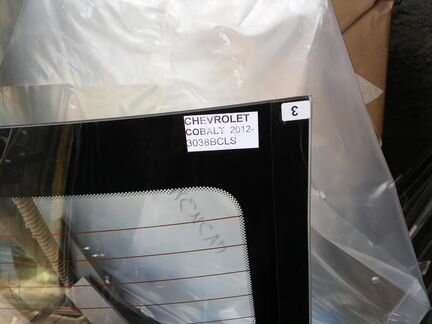 CHEVROLET
COBALT 2012-
3038BCLS
3